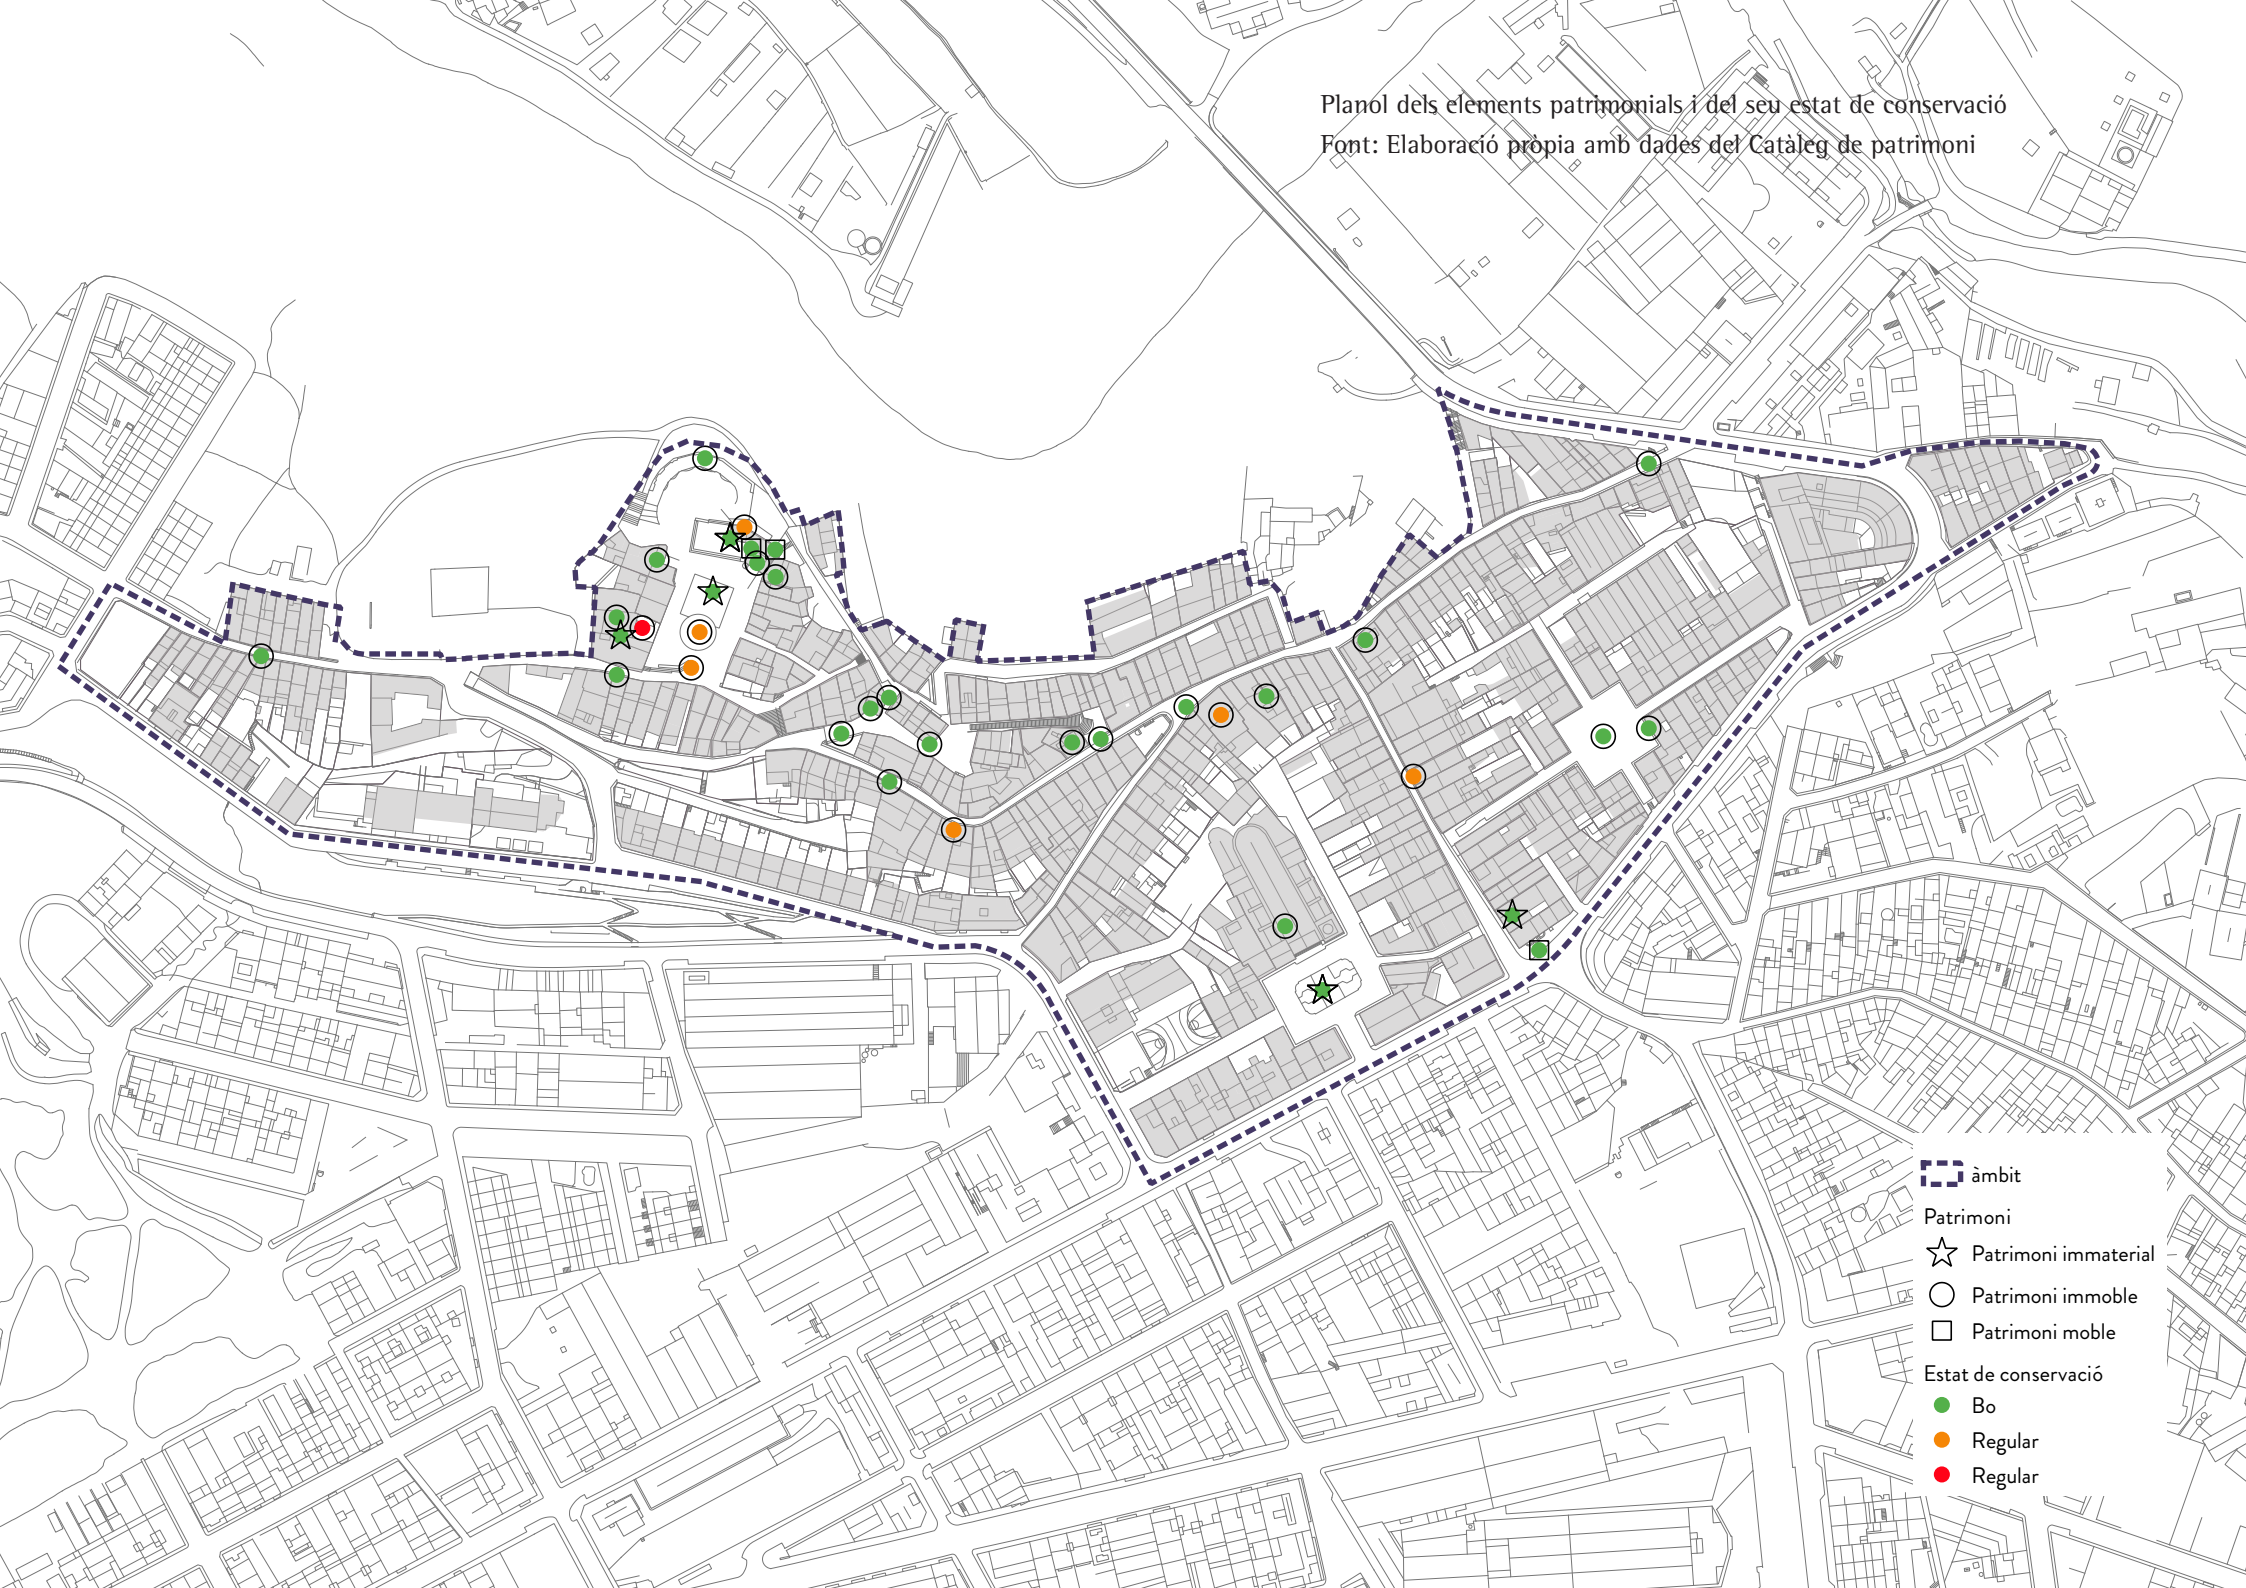 Planol dels elements patrimonials i del seu estat de conservació
Font: Elaboració pròpia amb dades del Catàleg de patrimoni
àmbit
Patrimoni
Patrimoni immaterial
Patrimoni immoble
Patrimoni moble
Estat de conservació
Bo
Regular
Regular